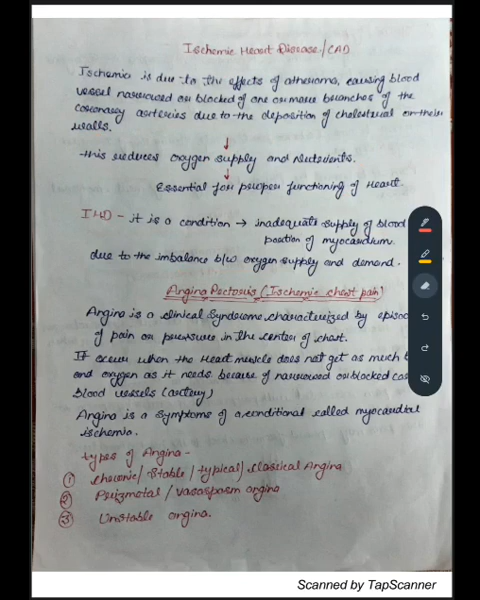 Ischemic Heart Disease/CAD
Ischemic is due to the effects of atheroma, causing blood
vessel narrowed or blocked of one or more branches of the
coronary arteries due to the deposition of cholesterol on their
walls.
↓
this reduces oxygen supply and nutrients.
↓
Essential for proper functioning of Heart.
IHD - it is a condition → inadequate supply of blood
portion of myocardium.
due to the imbalance b/w oxygen supply and demand.
Angina Pectoris (Ischemic chest pain)
Angina is a clinical syndrome characterized by
of pain or pressure in the center of chest.
It occur when the Heart muscle does not get as much
and oxygen as it needs because of narrowed or blocked
blood vessels (artery)
Angina is a symptoms of a conditional called myocardial
ischemia.
types of Angina -
① chronic/ stable / typical/ classical Angina
② Prizmetal / vasospasm angina
③ Unstable angina.
Scanned by TapScanner